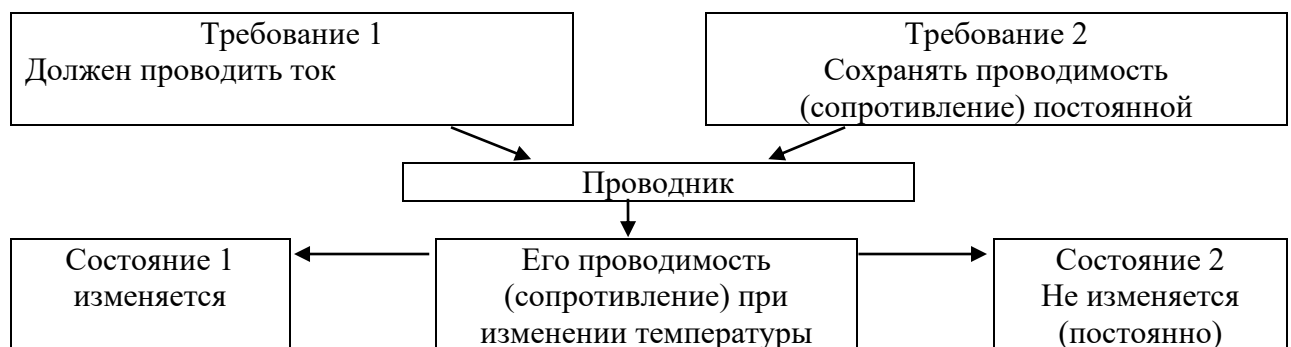 Требование 1
Должен проводить ток
Требование 2
Сохранять проводимость
(сопротивление) постоянной
Проводник
Состояние 1
изменяется
Его проводимость
(сопротивление) при
изменении температуры
Состояние 2
Не изменяется
(постоянно)